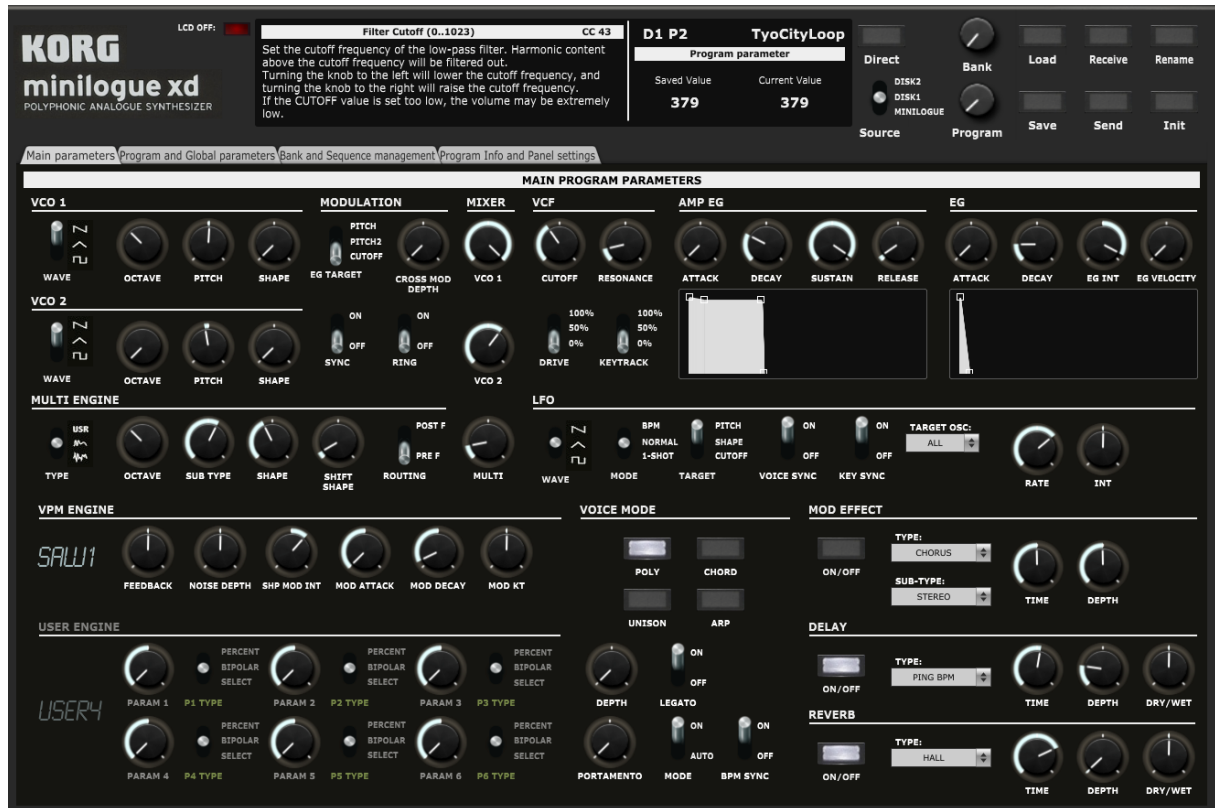 KORG
minilogue xd
POLYPHONIC ANALOGUE SYNTHESIZER
LCD OFF:
Filter Cutoff (0..1023) CC 43
Set the cutoff frequency of the low-pass filter. Harmonic content
above the cutoff frequency will be filtered out.
Turning the knob to the left will lower the cutoff frequency, and
turning the knob to the right will raise the cutoff frequency.
If the CUTOFF value is set too low, the volume may be extremely
low.
D1 P2 TyoCityLoop
Program parameter
Saved Value Current Value
379 379
Direct
DISK2
DISK1
MINILOGUE
Source
Bank
Program
Load Receive Rename
Save Send Init
Main parameters Program and Global parameters Bank and Sequence management Program Info and Panel settings
MAIN PROGRAM PARAMETERS
VCO 1
WAVE OCTAVE PITCH SHAPE
MODULATION
PITCH
PITCH2
CUTOFF
EG TARGET
CROSS MOD
DEPTH
MIXER
VCO 1
VCF
CUTOFF RESONANCE
AMP EG
ATTACK DECAY SUSTAIN RELEASE
EG
ATTACK DECAY EG INT EG VELOCITY
VCO 2
WAVE OCTAVE PITCH SHAPE
ON
OFF
SYNC
ON
OFF
RING
VCO 2
100%
50%
0%
DRIVE
100%
50%
0%
KEYTRACK
MULTI ENGINE
USR
TYPE OCTAVE SUB TYPE SHAPE
SHIFT
SHAPE
POST F
PRE F
ROUTING
MULTI
LFO
WAVE
BPM
NORMAL
1-SHOT
MODE
PITCH
SHAPE
CUTOFF
TARGET
ON
OFF
VOICE SYNC
ON
OFF
KEY SYNC
TARGET OSC:
ALL
RATE INT
VPM ENGINE
SAW1
FEEDBACK NOISE DEPTH SHP MOD INT MOD ATTACK MOD DECAY MOD KT
VOICE MODE
POLY CHORD
UNISON ARP
MOD EFFECT
ON/OFF
TYPE:
CHORUS
SUB-TYPE:
STEREO
TIME DEPTH
USER ENGINE
USER4
PERCENT
BIPOLAR
SELECT
PERCENT
BIPOLAR
SELECT
PERCENT
BIPOLAR
SELECT
PARAM 1 P1 TYPE PARAM 2 P2 TYPE PARAM 3 P3 TYPE
PERCENT
BIPOLAR
SELECT
PERCENT
BIPOLAR
SELECT
PERCENT
BIPOLAR
SELECT
PARAM 4 P4 TYPE PARAM 5 P5 TYPE PARAM 6 P6 TYPE
DEPTH
ON
OFF
LEGATO
PORTAMENTO
ON
AUTO
MODE
ON
OFF
BPM SYNC
DELAY
ON/OFF
TYPE:
PING BPM
TIME DEPTH DRY/WET
REVERB
ON/OFF
TYPE:
HALL
TIME DEPTH DRY/WET